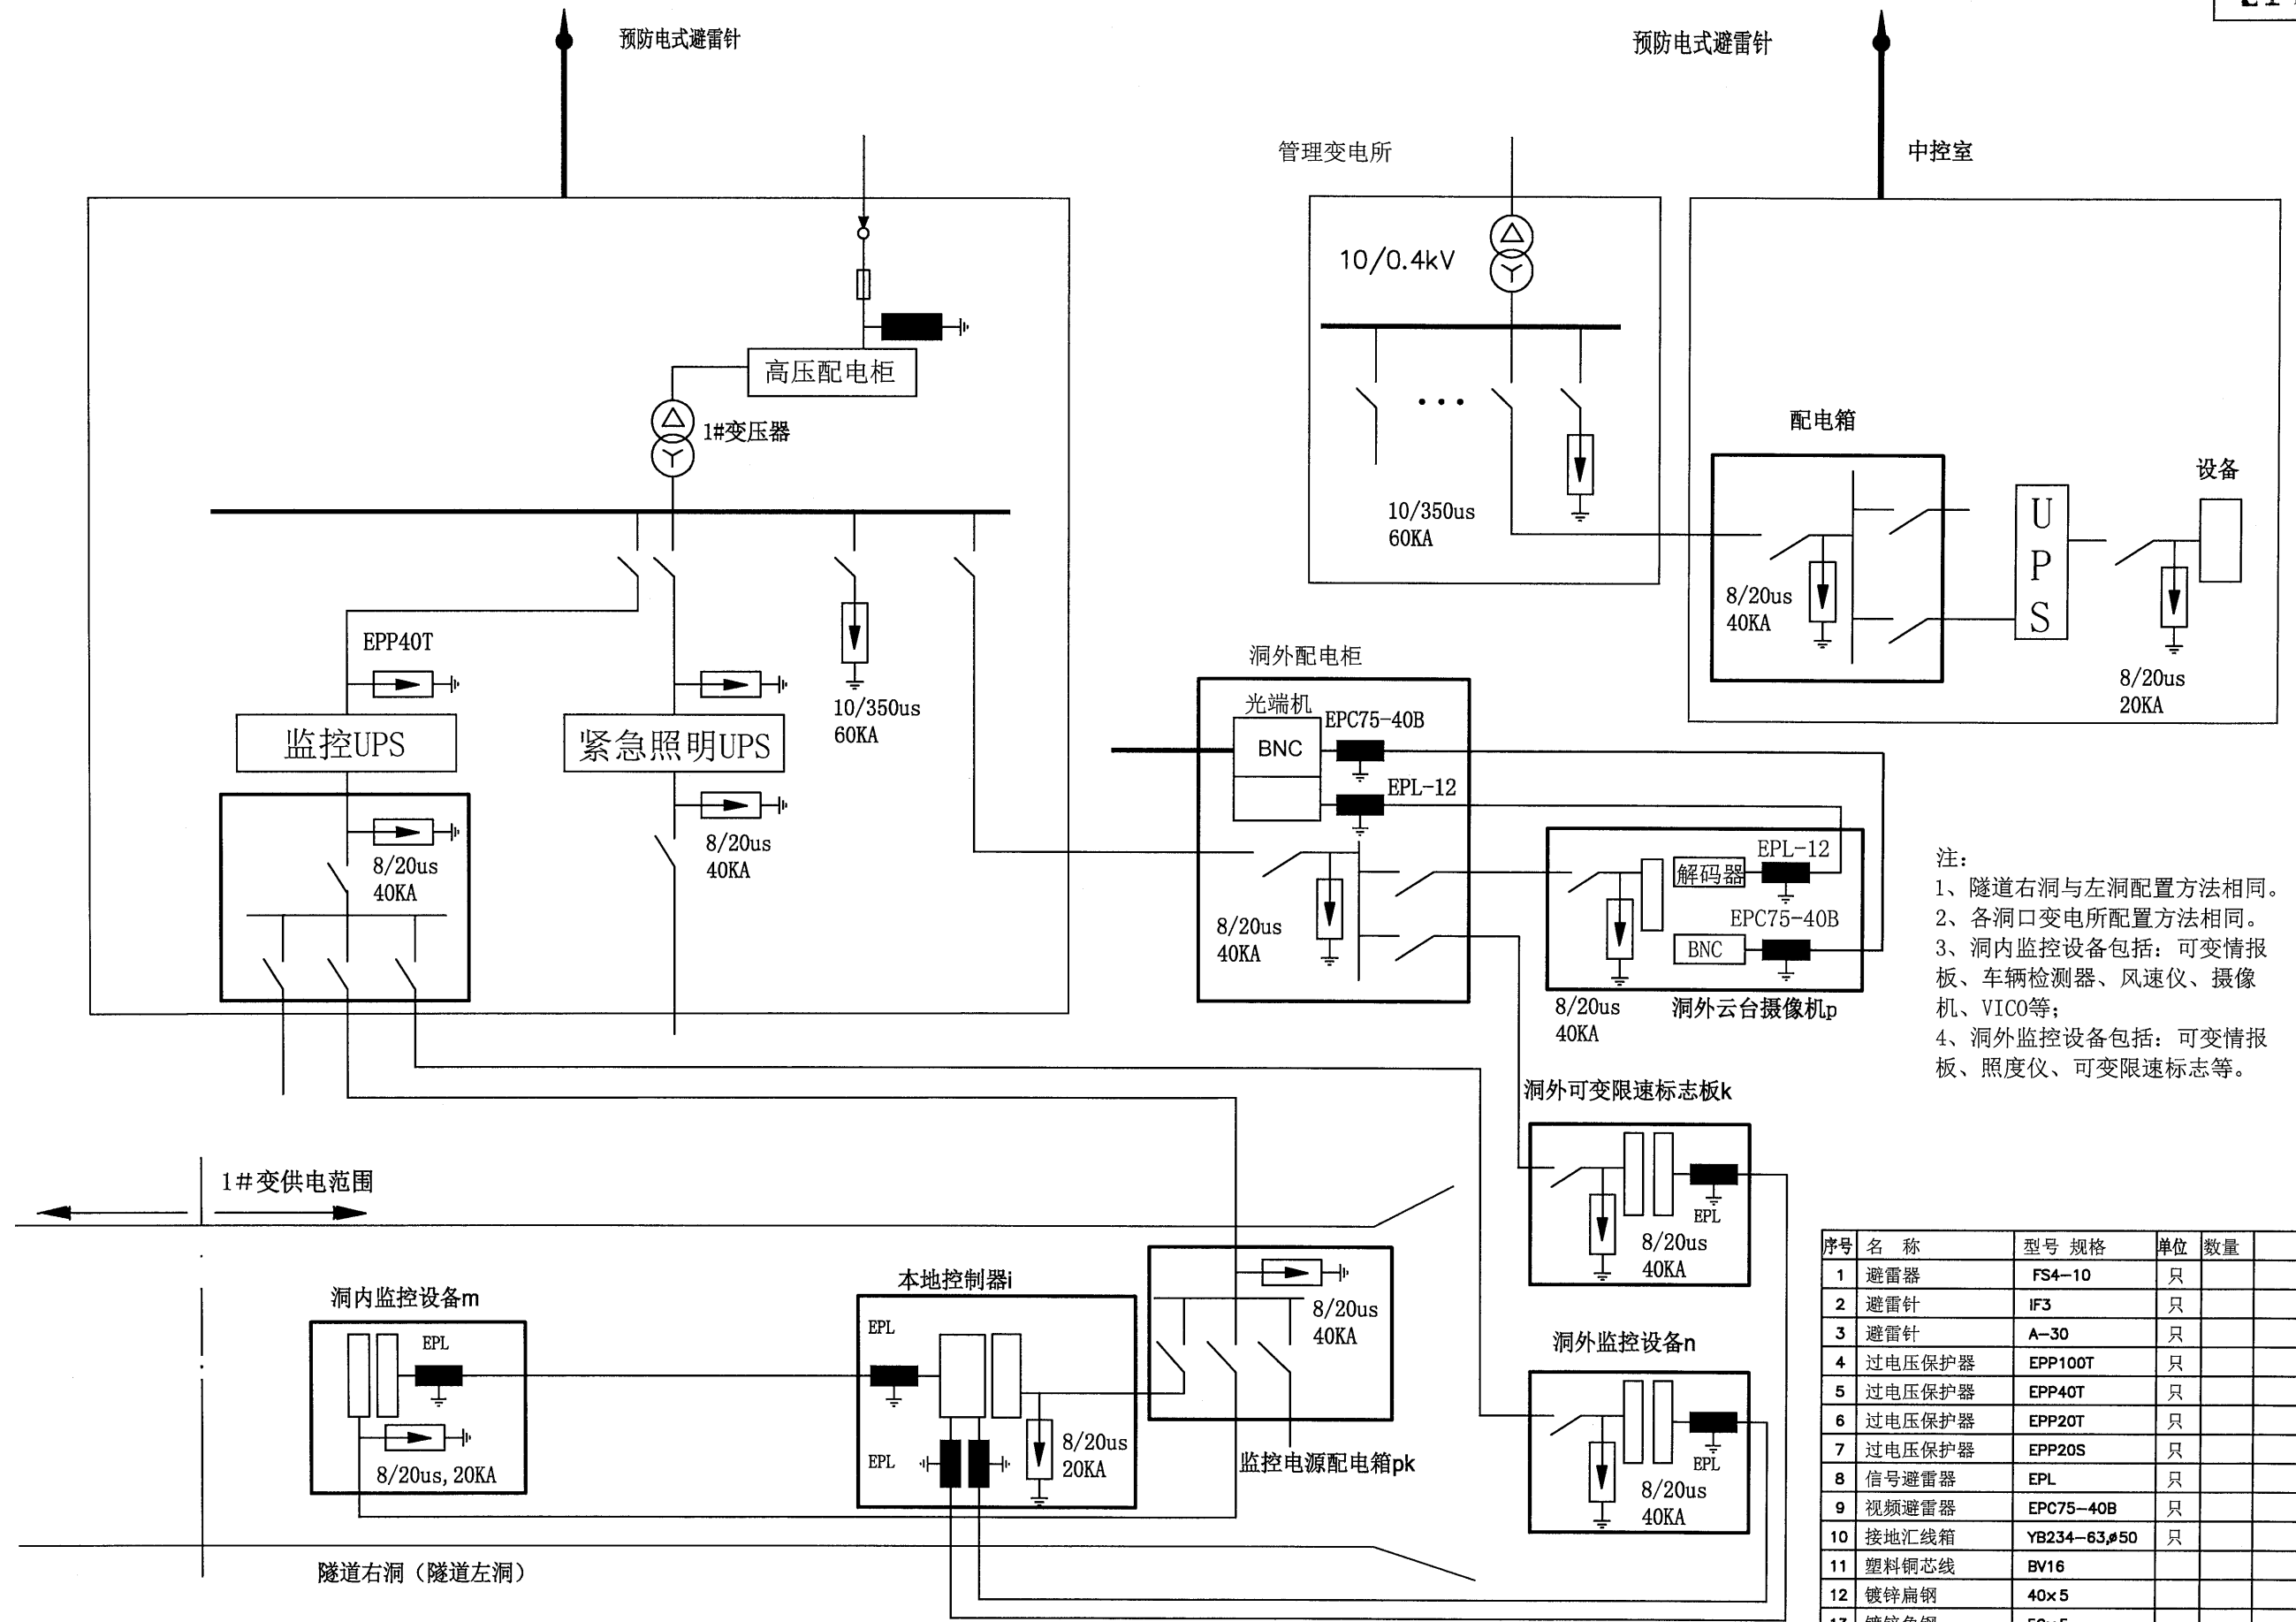 预防电式避雷针
预防电式避雷针
管理变电所
中控室
10/0.4kV
高压配电柜
1#变压器
配电箱
设备
10/350us
60KA
UPS
8/20us
40KA
8/20us
20KA
EPP40T
监控UPS
紧急照明UPS
10/350us
60KA
8/20us
40KA
8/20us
40KA
洞外配电柜
光端机
EPC75-40B
BNC
EPL-12
8/20us
40KA
EPL-12
解码器
EPC75-40B
BNC
8/20us
40KA
洞外云台摄像机p
注:
1、隧道右洞与左洞配置方法相同。
2、各洞口变电所配置方法相同。
3、洞内监控设备包括: 可变情报
板、车辆检测器、风速仪、摄像
机、VICO等;
4、洞外监控设备包括: 可变情报
板、照度仪、可变限速标志等。
洞外可变限速标志板k
EPL
8/20us
40KA
1#变供电范围
洞内监控设备m
EPL
8/20us, 20KA
本地控制器i
EPL
EPL
8/20us
20KA
8/20us
40KA
监控电源配电箱pk
洞外监控设备n
EPL
8/20us
40KA
隧道右洞（隧道左洞）
序号 名 称 型号 规格 单位 数量
1 避雷器 FS4-10 只
2 避雷针 IF3 只
3 避雷针 A-30 只
4 过电压保护器 EPP100T 只
5 过电压保护器 EPP40T 只
6 过电压保护器 EPP20T 只
7 过电压保护器 EPP20S 只
8 信号避雷器 EPL 只
9 视频避雷器 EPC75-40B 只
10 接地汇线箱 YB234-63,ø50 只
11 塑料铜芯线 BV16
12 镀锌扁钢 40×5